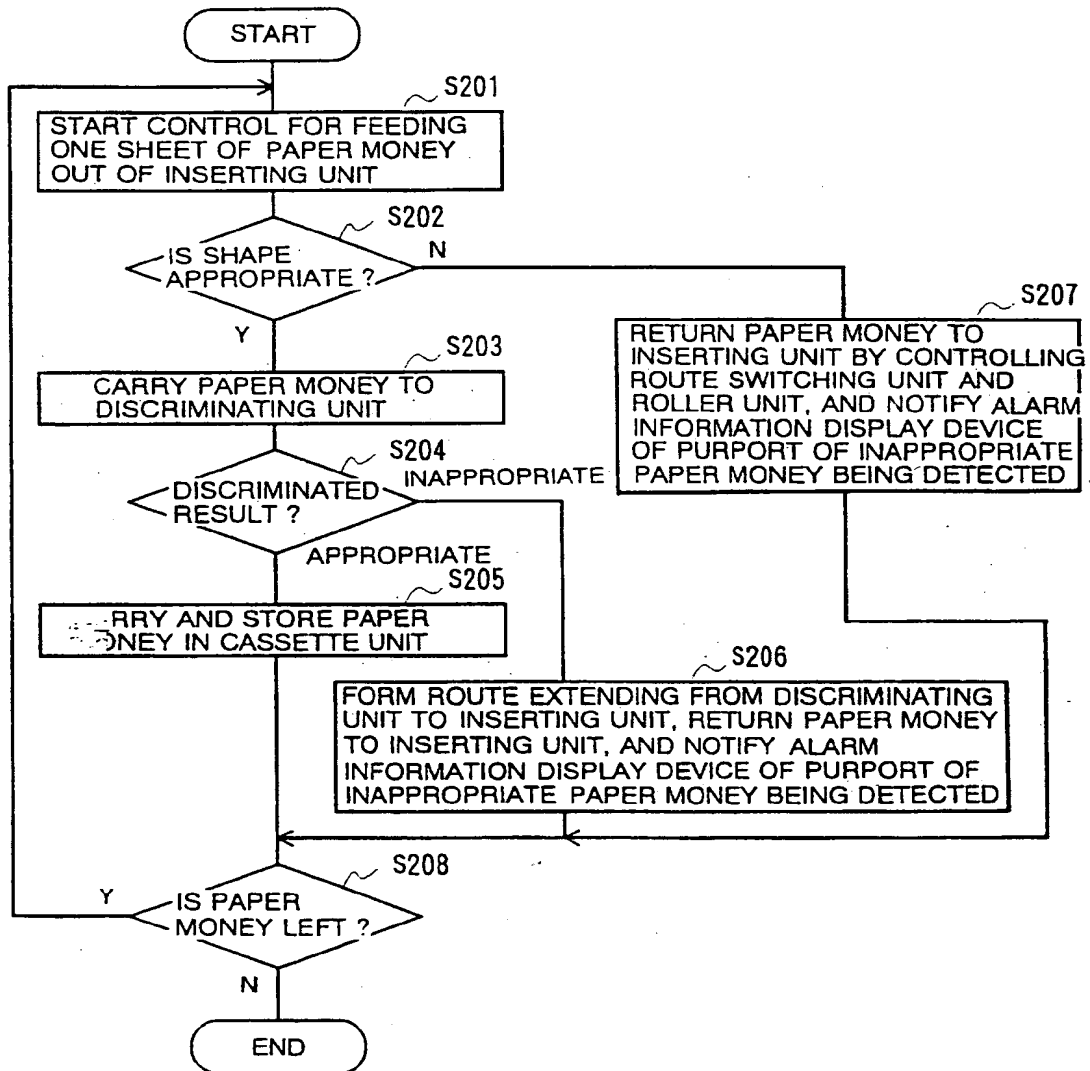 START
S201
START CONTROL FOR FEEDING
ONE SHEET OF PAPER MONEY
OUT OF INSERTING UNIT
S202
IS SHAPE
APPROPRIATE ?
N
Y
S207
RETURN PAPER MONEY TO
INSERTING UNIT BY CONTROLLING
ROUTE SWITCHING UNIT AND
ROLLER UNIT, AND NOTIFY ALARM
INFORMATION DISPLAY DEVICE
OF PURPORT OF INAPPROPRIATE
PAPER MONEY BEING DETECTED
S203
CARRY PAPER MONEY TO
DISCRIMINATING UNIT
S204
DISCRIMINATED
RESULT ?
INAPPROPRIATE
APPROPRIATE
S205
AND STORE PAPER
IN CASSETTE UNIT
S206
FORM ROUTE EXTENDING FROM DISCRIMINATING
UNIT TO INSERTING UNIT, RETURN PAPER MONEY
TO INSERTING UNIT, AND NOTIFY ALARM
INFORMATION DISPLAY DEVICE OF PURPORT OF
INAPPROPRIATE PAPER MONEY BEING DETECTED
S208
IS PAPER
MONEY LEFT ?
Y
N
END